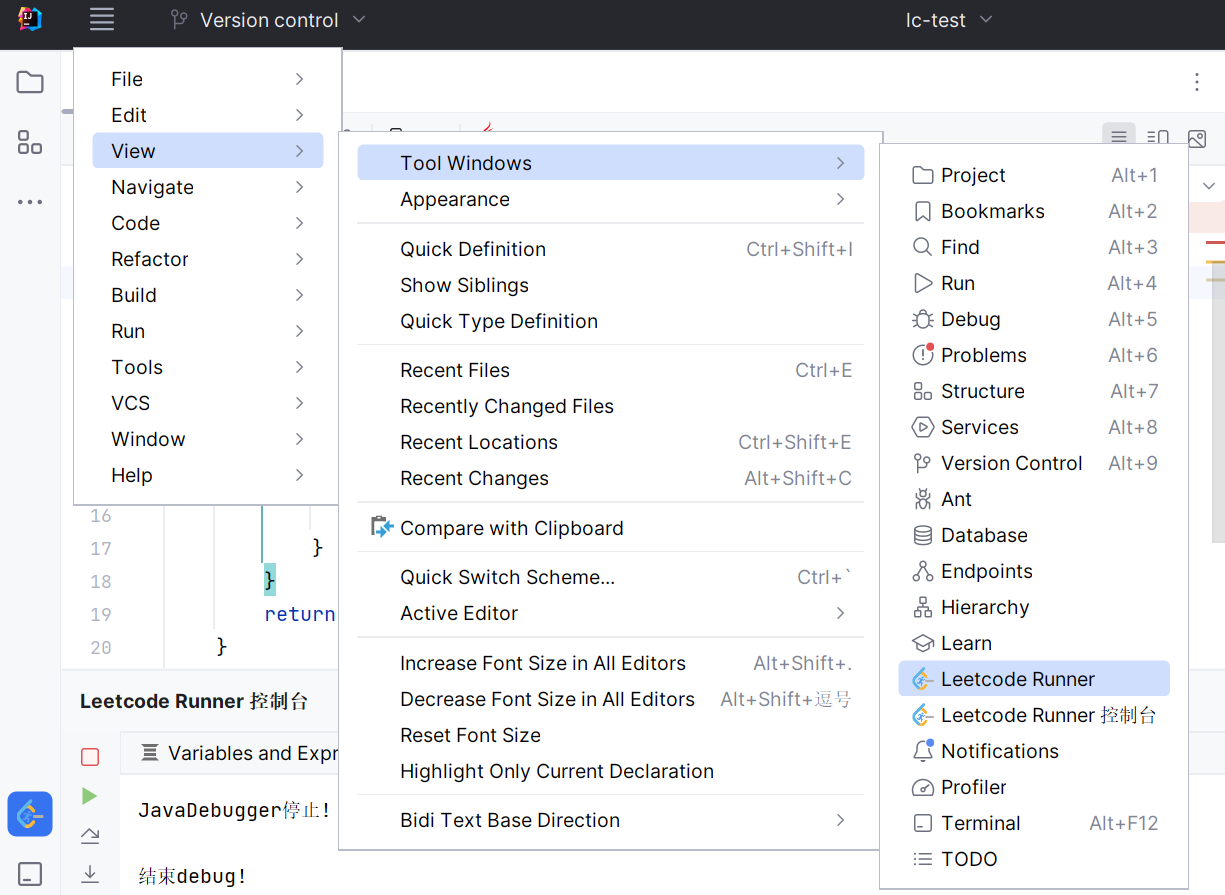 Version control
lc-test
File
Edit
View
Navigate
Code
Refactor
Build
Run
Tools
VCS
Window
Help
Tool Windows
Appearance
Quick Definition Ctrl+Shift+I
Show Siblings
Quick Type Definition
Recent Files Ctrl+E
Recently Changed Files
Recent Locations Ctrl+Shift+E
Recent Changes Alt+Shift+C
Compare with Clipboard
Quick Switch Scheme... Ctrl+`
Active Editor
Increase Font Size in All Editors Alt+Shift+.
Decrease Font Size in All Editors Alt+Shift+逗号
Reset Font Size
Highlight Only Current Declaration
Bidi Text Base Direction
Project Alt+1
Bookmarks Alt+2
Find Alt+3
Run Alt+4
Debug Alt+5
Problems Alt+6
Structure Alt+7
Services Alt+8
Version Control Alt+9
Ant
Database
Endpoints
Hierarchy
Learn
Leetcode Runner
Leetcode Runner 控制台
Notifications
Profiler
Terminal Alt+F12
TODO
16
17 }
18 }
19 return
20 }
Leetcode Runner 控制台
Variables and Expr
JavaDebugger停止!
结束debug!